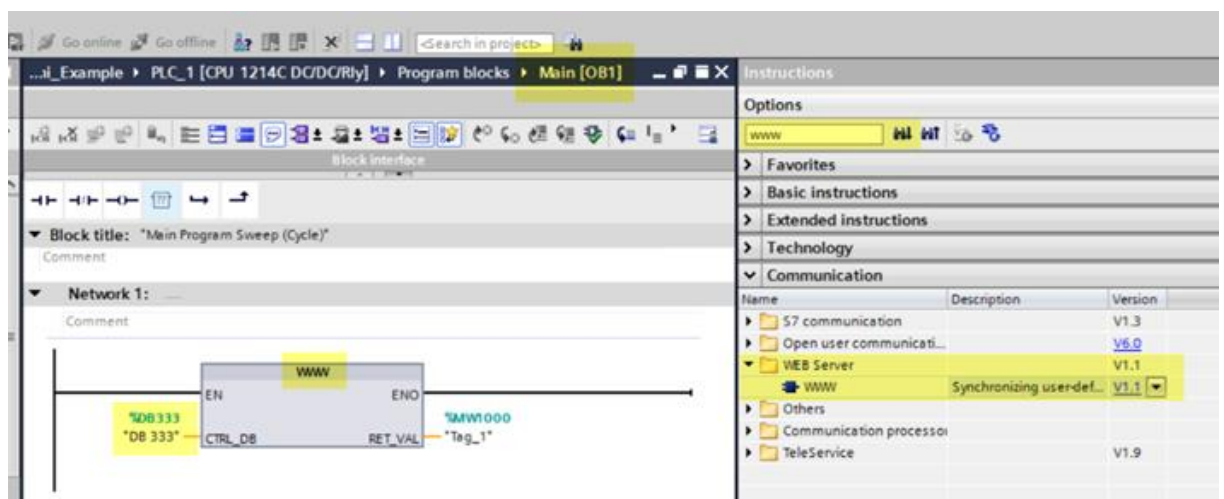 Go online Go offline <Search in project>
...i_Example ▸ PLC_1 [CPU 1214C DC/DC/Rly] ▸ Program blocks ▸ Main [OB1]
Block interface
Block title: "Main Program Sweep (Cycle)"
Comment
Network 1: ....
Comment
WWW
EN ENO
%DB333
"DB 333" CTRL_DB
%MW1000
RET_VAL "Tag_1"
Instructions
Options
www
Favorites
Basic instructions
Extended instructions
Technology
Communication
Name Description Version
S7 communication V1.3
Open user communicati... V6.0
WEB Server V1.1
WWW Synchronizing user-def... V1.1
Others
Communication processor
TeleService V1.9